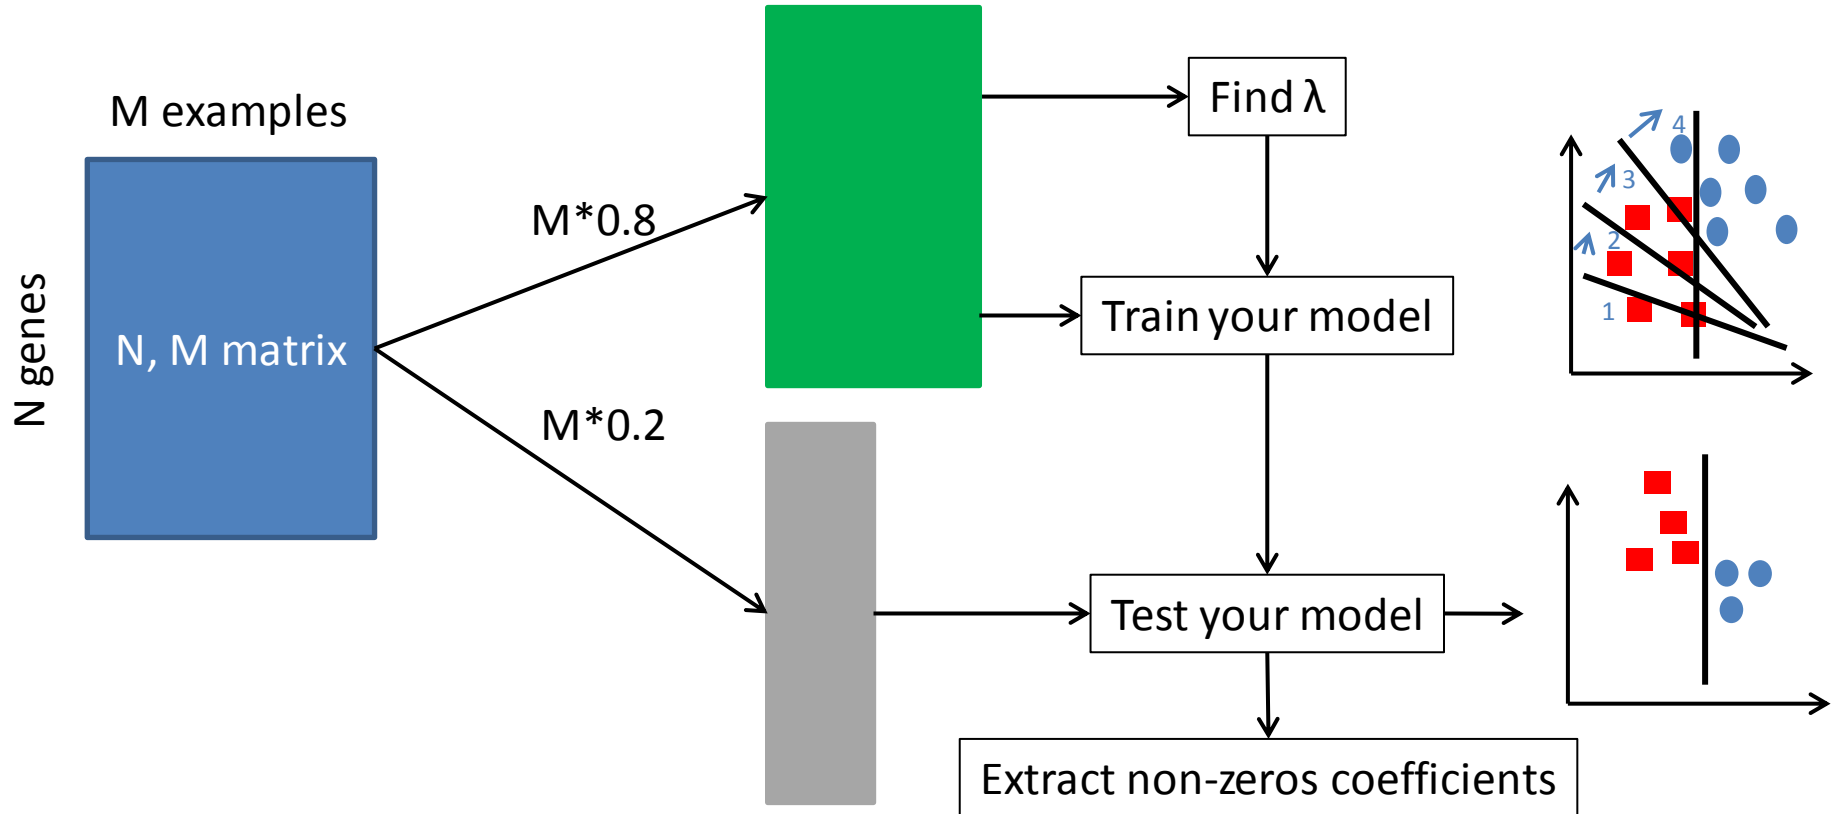 M examples
N genes
N, M matrix
M*0.8
M*0.2
Find λ
Train your model
Test your model
Extract non-zeros coefficients
4
3
2
1